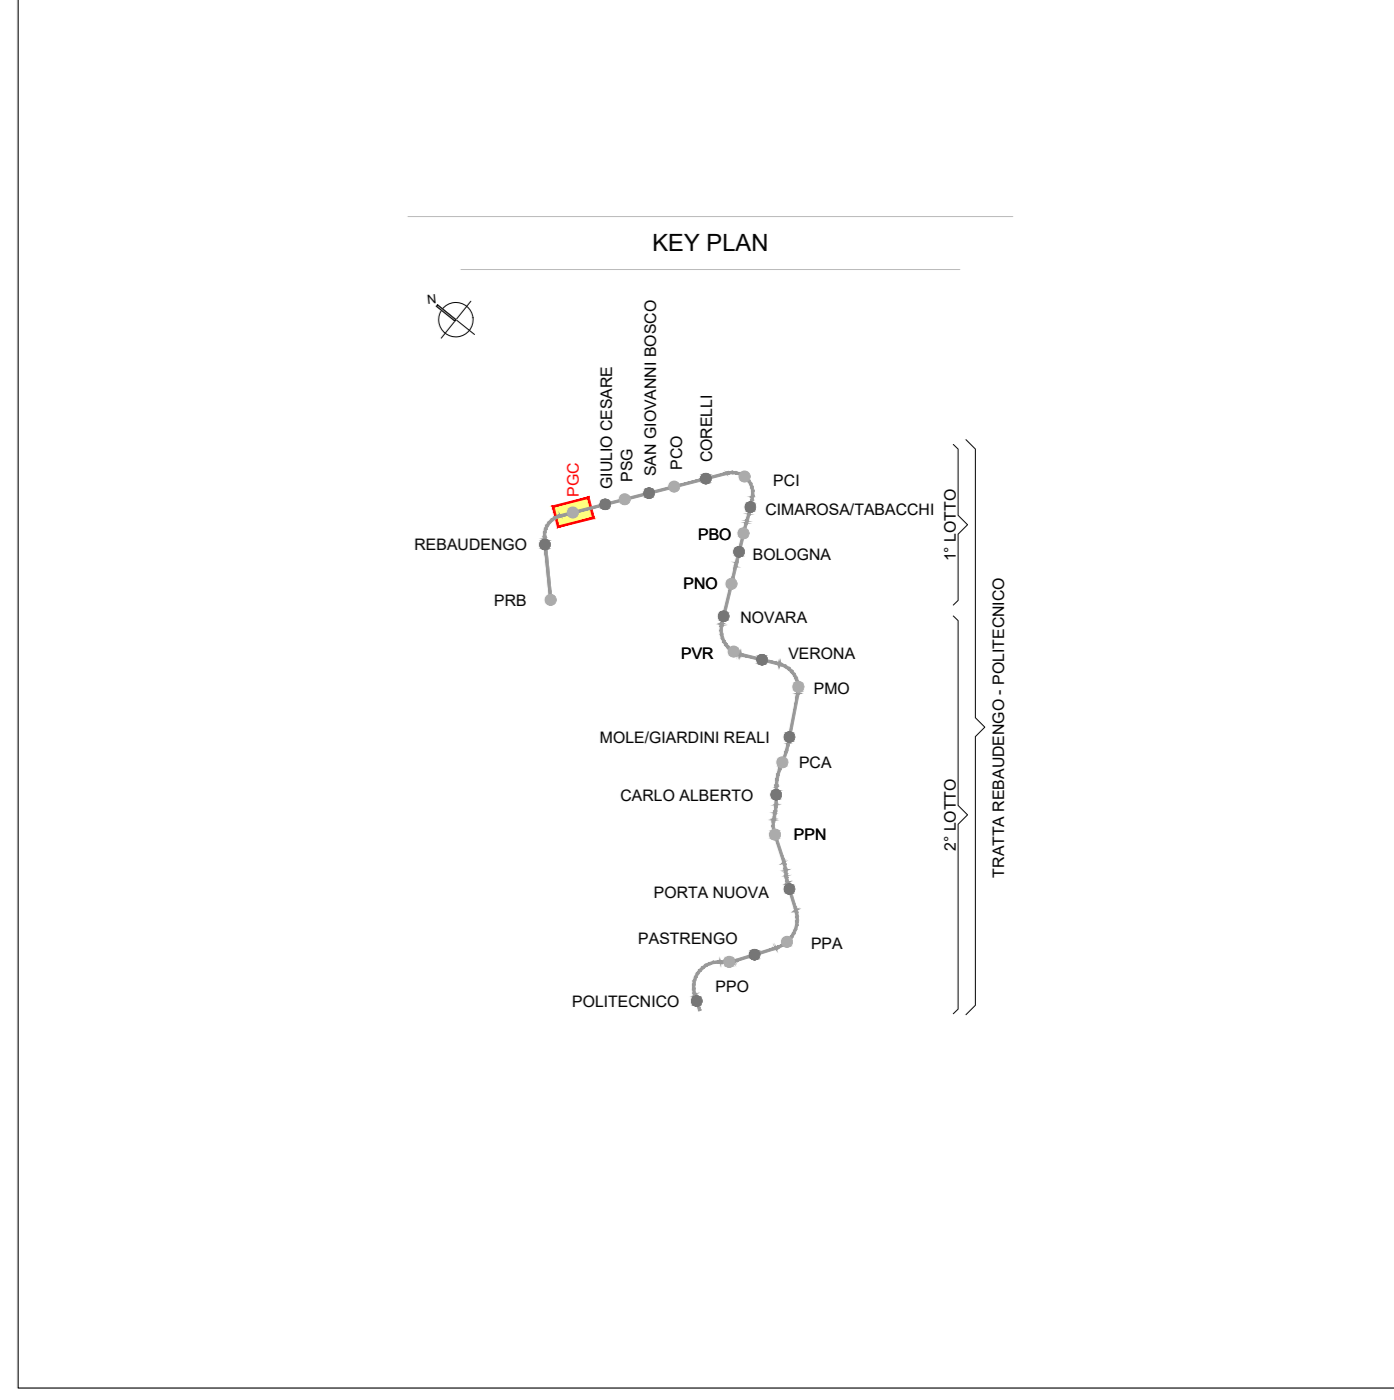 KEY PLAN
N
PGC
GIULIO CESARE
PSG
SAN GIOVANNI BOSCO
PCO
CORELLI
PCI
CIMAROSA/TABACCHI
PBO
REBAUDENGO
BOLOGNA
PNO
PRB
NOVARA
PVR
VERONA
PMO
MOLE/GIARDINI REALI
PCA
CARLO ALBERTO
PPN
PORTA NUOVA
PASTRENGO
PPA
PPO
POLITECNICO
1° LOTTO
2° LOTTO
TRATTA REBAUDENGO - POLITECNICO